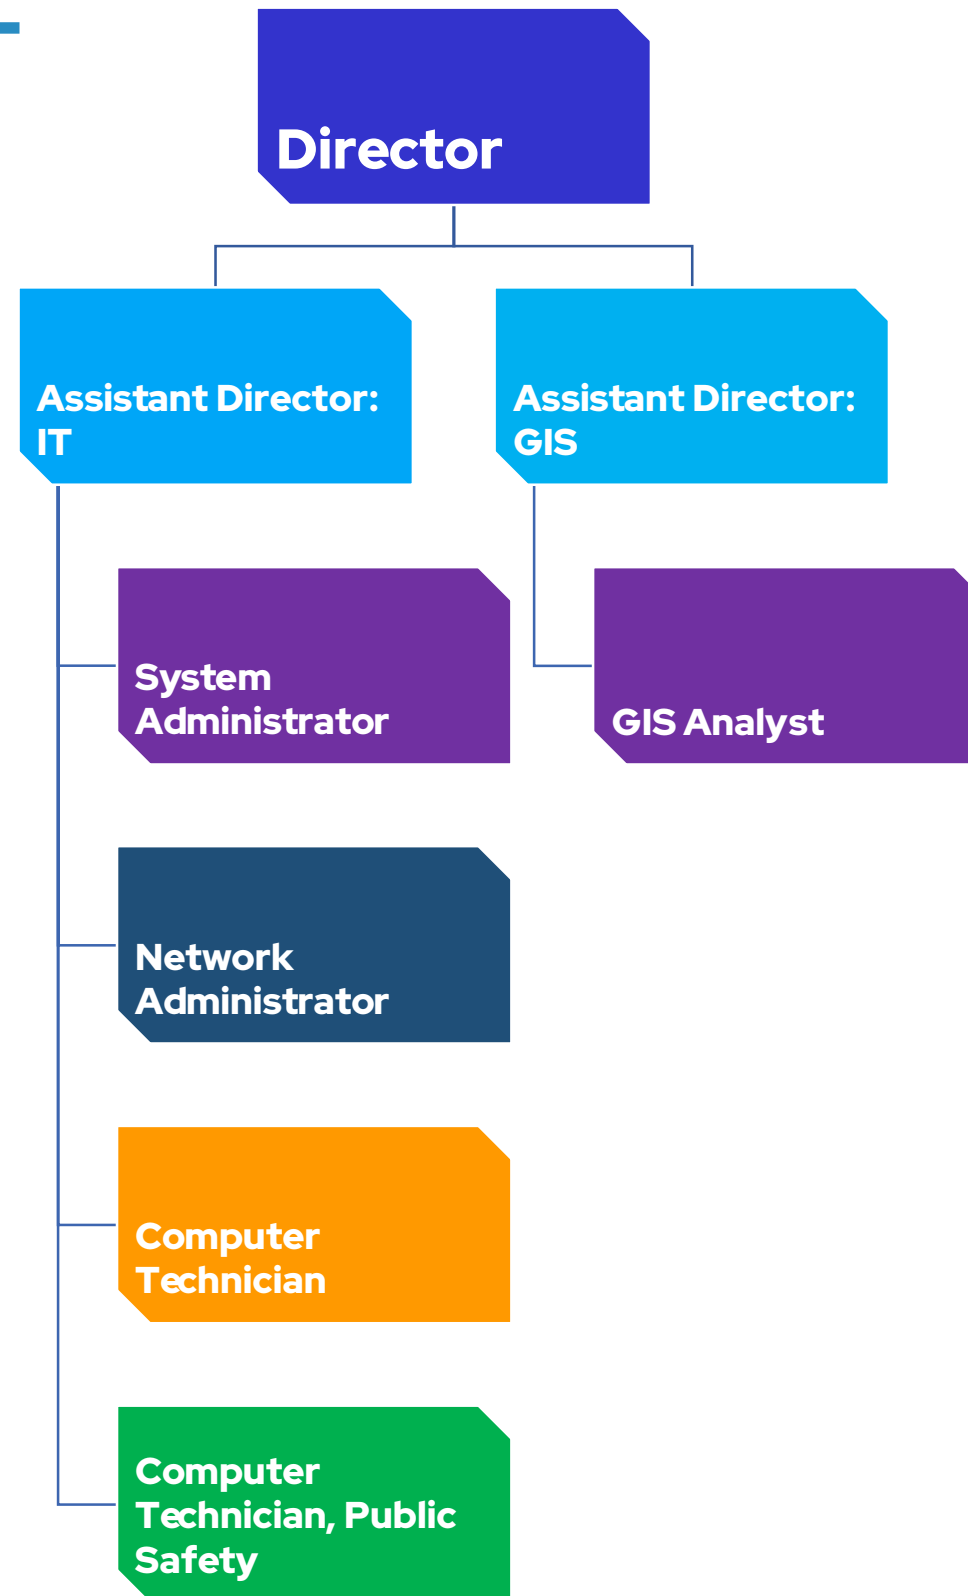 Director
Assistant Director:
IT
Assistant Director:
GIS
System
Administrator
GIS Analyst
Network
Administrator
Computer
Technician
Computer
Technician, Public
Safety